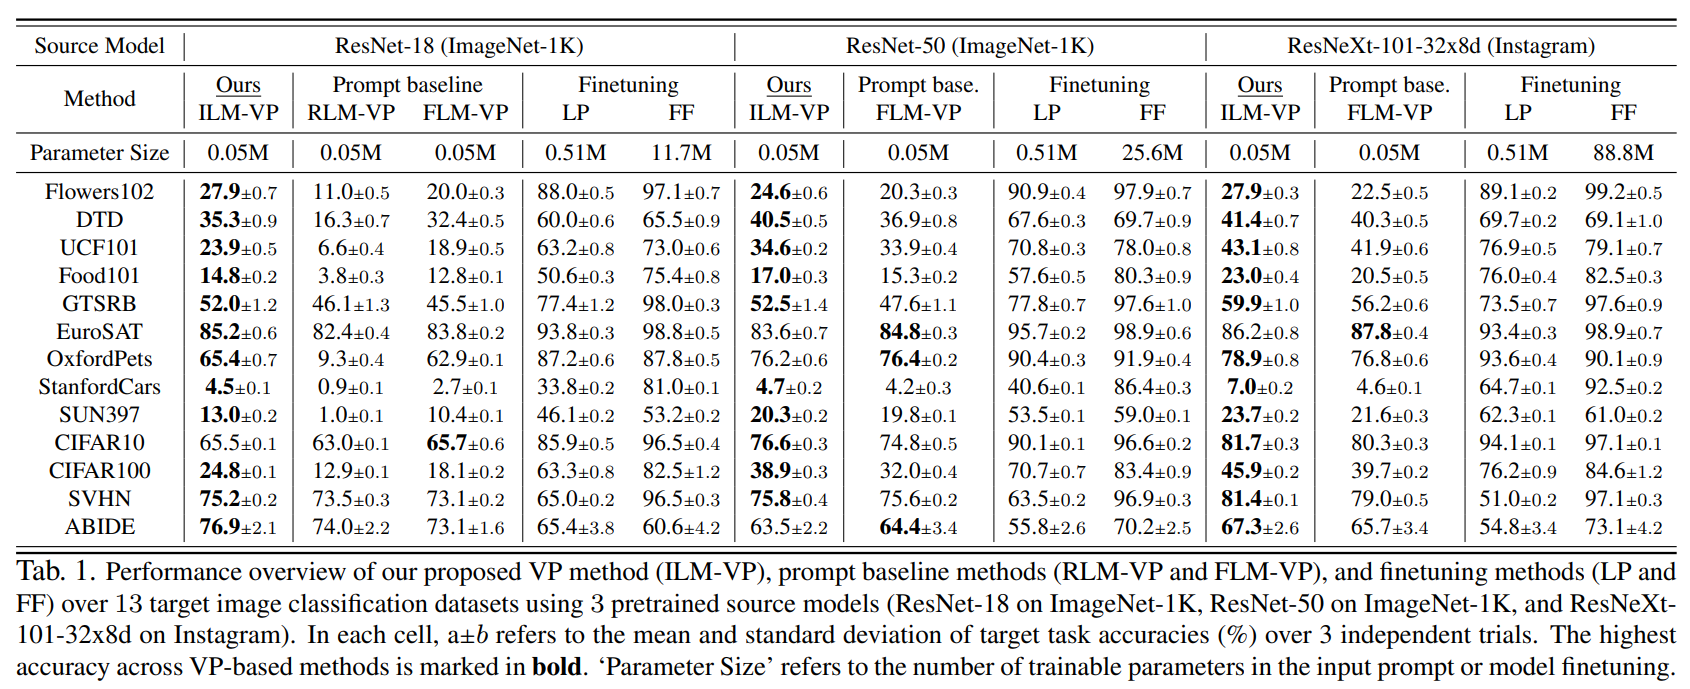 Source Model ResNet-18 (ImageNet-1K) ResNet-50 (ImageNet-1K) ResNeXt-101-32x8d (Instagram)
Method Ours Prompt baseline Finetuning Ours Prompt base. Finetuning Ours Prompt base. Finetuning
ILM-VP RLM-VP FLM-VP LP FF ILM-VP FLM-VP LP FF ILM-VP FLM-VP LP FF
Parameter Size 0.05M 0.05M 0.05M 0.51M 11.7M 0.05M 0.05M 0.51M 25.6M 0.05M 0.05M 0.51M 88.8M
Flowers102 27.9±0.7 11.0±0.5 20.0±0.3 88.0±0.5 97.1±0.7 24.6±0.6 20.3±0.3 90.9±0.4 97.9±0.7 27.9±0.3 22.5±0.5 89.1±0.2 99.2±0.5
DTD 35.3±0.9 16.3±0.7 32.4±0.5 60.0±0.6 65.5±0.9 40.5±0.5 36.9±0.8 67.6±0.3 69.7±0.9 41.4±0.7 40.3±0.5 69.7±0.2 69.1±1.0
UCF101 23.9±0.5 6.6±0.4 18.9±0.5 63.2±0.8 73.0±0.6 34.6±0.2 33.9±0.4 70.8±0.3 78.0±0.8 43.1±0.8 41.9±0.6 76.9±0.5 79.1±0.7
Food101 14.8±0.2 3.8±0.3 12.8±0.1 50.6±0.3 75.4±0.8 17.0±0.3 15.3±0.2 57.6±0.5 80.3±0.9 23.0±0.4 20.5±0.5 76.0±0.4 82.5±0.3
GTSRB 52.0±1.2 46.1±1.3 45.5±1.0 77.4±1.2 98.0±0.3 52.5±1.4 47.6±1.1 77.8±0.7 97.6±1.0 59.9±1.0 56.2±0.6 73.5±0.7 97.6±0.9
EuroSAT 85.2±0.6 82.4±0.4 83.8±0.2 93.8±0.3 98.8±0.5 83.6±0.7 84.8±0.3 95.7±0.2 98.9±0.6 86.2±0.8 87.8±0.4 93.4±0.3 98.9±0.7
OxfordPets 65.4±0.7 9.3±0.4 62.9±0.1 87.2±0.6 87.8±0.5 76.2±0.6 76.4±0.2 90.4±0.3 91.9±0.4 78.9±0.8 76.8±0.6 93.6±0.4 90.1±0.9
StanfordCars 4.5±0.1 0.9±0.1 2.7±0.1 33.8±0.2 81.0±0.1 4.7±0.2 4.2±0.3 40.6±0.1 86.4±0.3 7.0±0.2 4.6±0.1 64.7±0.1 92.5±0.2
SUN397 13.0±0.2 1.0±0.1 10.4±0.1 46.1±0.2 53.2±0.2 20.3±0.2 19.8±0.1 53.5±0.1 59.0±0.1 23.7±0.2 21.6±0.3 62.3±0.1 61.0±0.2
CIFAR10 65.5±0.1 63.0±0.1 65.7±0.6 85.9±0.5 96.5±0.4 76.6±0.3 74.8±0.5 90.1±0.1 96.6±0.2 81.7±0.3 80.3±0.3 94.1±0.1 97.1±0.1
CIFAR100 24.8±0.1 12.9±0.1 18.1±0.2 63.3±0.8 82.5±1.2 38.9±0.3 32.0±0.4 70.7±0.7 83.4±0.9 45.9±0.2 39.7±0.2 76.2±0.9 84.6±1.2
SVHN 75.2±0.2 73.5±0.3 73.1±0.2 65.0±0.2 96.5±0.3 75.8±0.4 75.6±0.2 63.5±0.2 96.9±0.3 81.4±0.1 79.0±0.5 51.0±0.2 97.1±0.3
ABIDE 76.9±2.1 74.0±2.2 73.1±1.6 65.4±3.8 60.6±4.2 63.5±2.2 64.4±3.4 55.8±2.6 70.2±2.5 67.3±2.6 65.7±3.4 54.8±3.4 73.1±4.2
Tab. 1. Performance overview of our proposed VP method (ILM-VP), prompt baseline methods (RLM-VP and FLM-VP), and finetuning methods (LP and
FF) over 13 target image classification datasets using 3 pretrained source models (ResNet-18 on ImageNet-1K, ResNet-50 on ImageNet-1K, and ResNeXt-
101-32x8d on Instagram). In each cell, a±b refers to the mean and standard deviation of target task accuracies (%) over 3 independent trials. The highest
accuracy across VP-based methods is marked in bold. ‘Parameter Size’ refers to the number of trainable parameters in the input prompt or model finetuning.